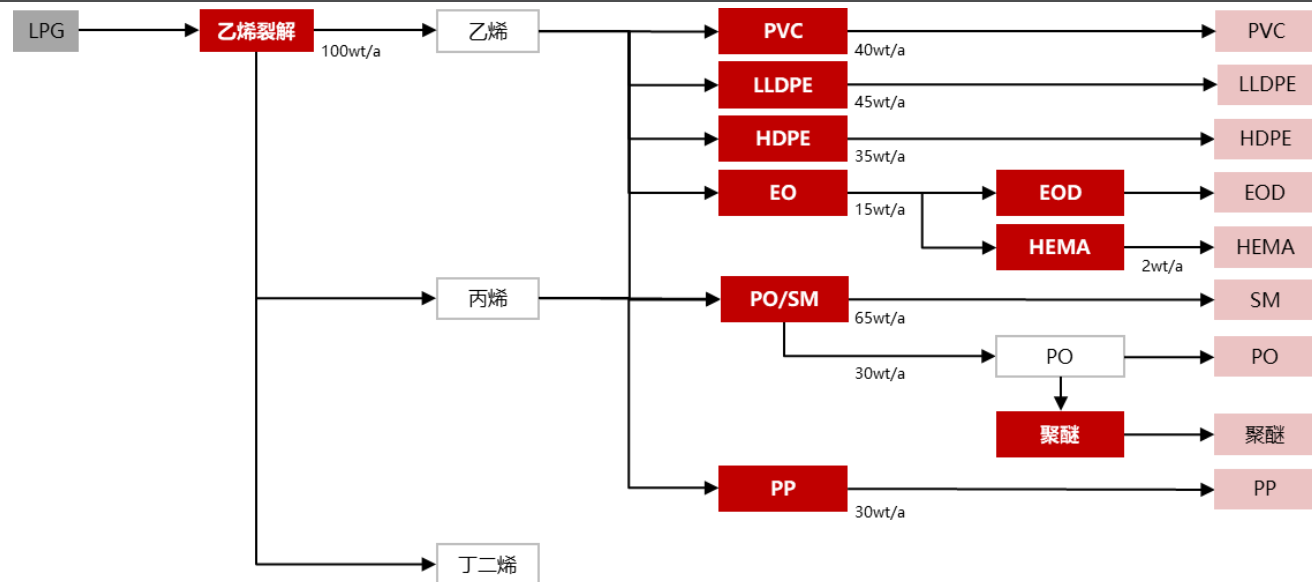 LPG
乙烯裂解
100wt/a
乙烯
PVC
40wt/a
PVC
LLDPE
45wt/a
LLDPE
HDPE
35wt/a
HDPE
EO
15wt/a
EOD
EOD
HEMA
2wt/a
HEMA
丙烯
PO/SM
65wt/a
SM
30wt/a
PO
PO
聚醚
聚醚
PP
30wt/a
PP
丁二烯